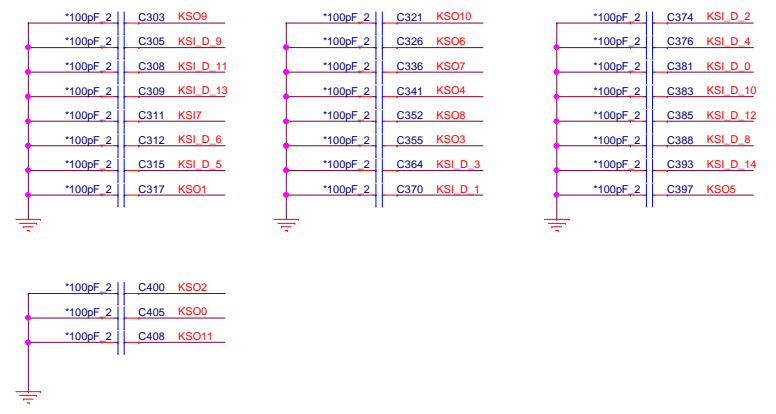 *100pF_2 C303 KSO9
*100pF_2 C305 KSI_D_9
*100pF_2 C308 KSI_D_11
*100pF_2 C309 KSI_D_13
*100pF_2 C311 KSI7
*100pF_2 C312 KSI_D_6
*100pF_2 C315 KSI_D_5
*100pF_2 C317 KSO1
*100pF_2 C321 KSO10
*100pF_2 C326 KSO6
*100pF_2 C336 KSO7
*100pF_2 C341 KSO4
*100pF_2 C352 KSO8
*100pF_2 C355 KSO3
*100pF_2 C364 KSI_D_3
*100pF_2 C370 KSI_D_1
*100pF_2 C374 KSI_D_2
*100pF_2 C376 KSI_D_4
*100pF_2 C381 KSI_D_0
*100pF_2 C383 KSI_D_10
*100pF_2 C385 KSI_D_12
*100pF_2 C388 KSI_D_8
*100pF_2 C393 KSI_D_14
*100pF_2 C397 KSO5
*100pF_2 C400 KSO2
*100pF_2 C405 KSO0
*100pF_2 C408 KSO11